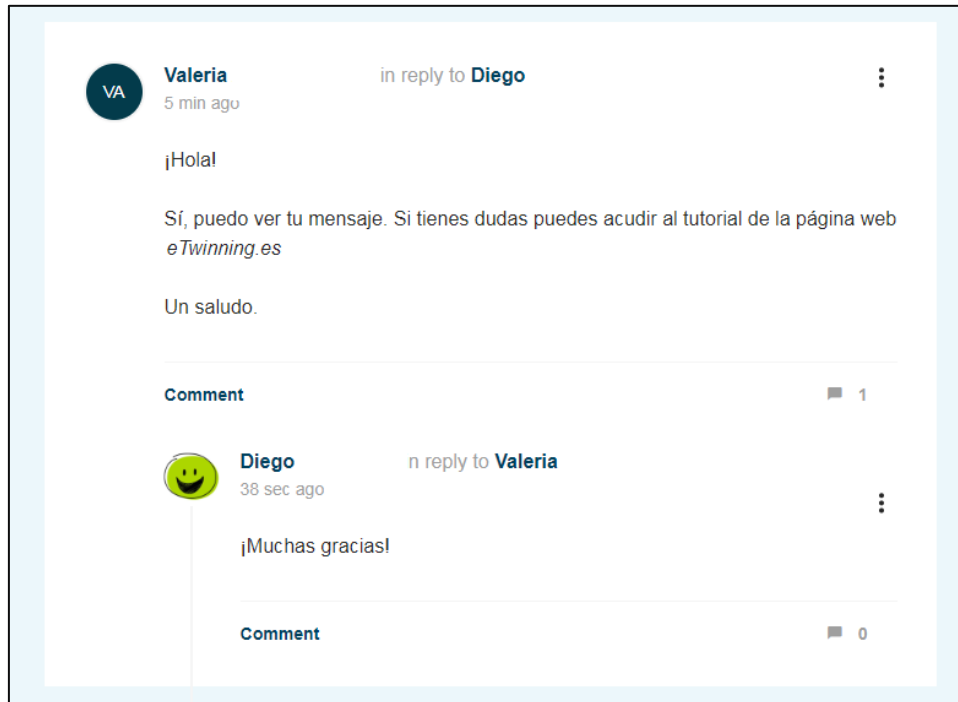 VA
Valeria in reply to Diego
5 min ago
¡Hola!
Sí, puedo ver tu mensaje. Si tienes dudas puedes acudir al tutorial de la página web
eTwinning.es
Un saludo.
Comment 1
Diego n reply to Valeria
38 sec ago
¡Muchas gracias!
Comment 0